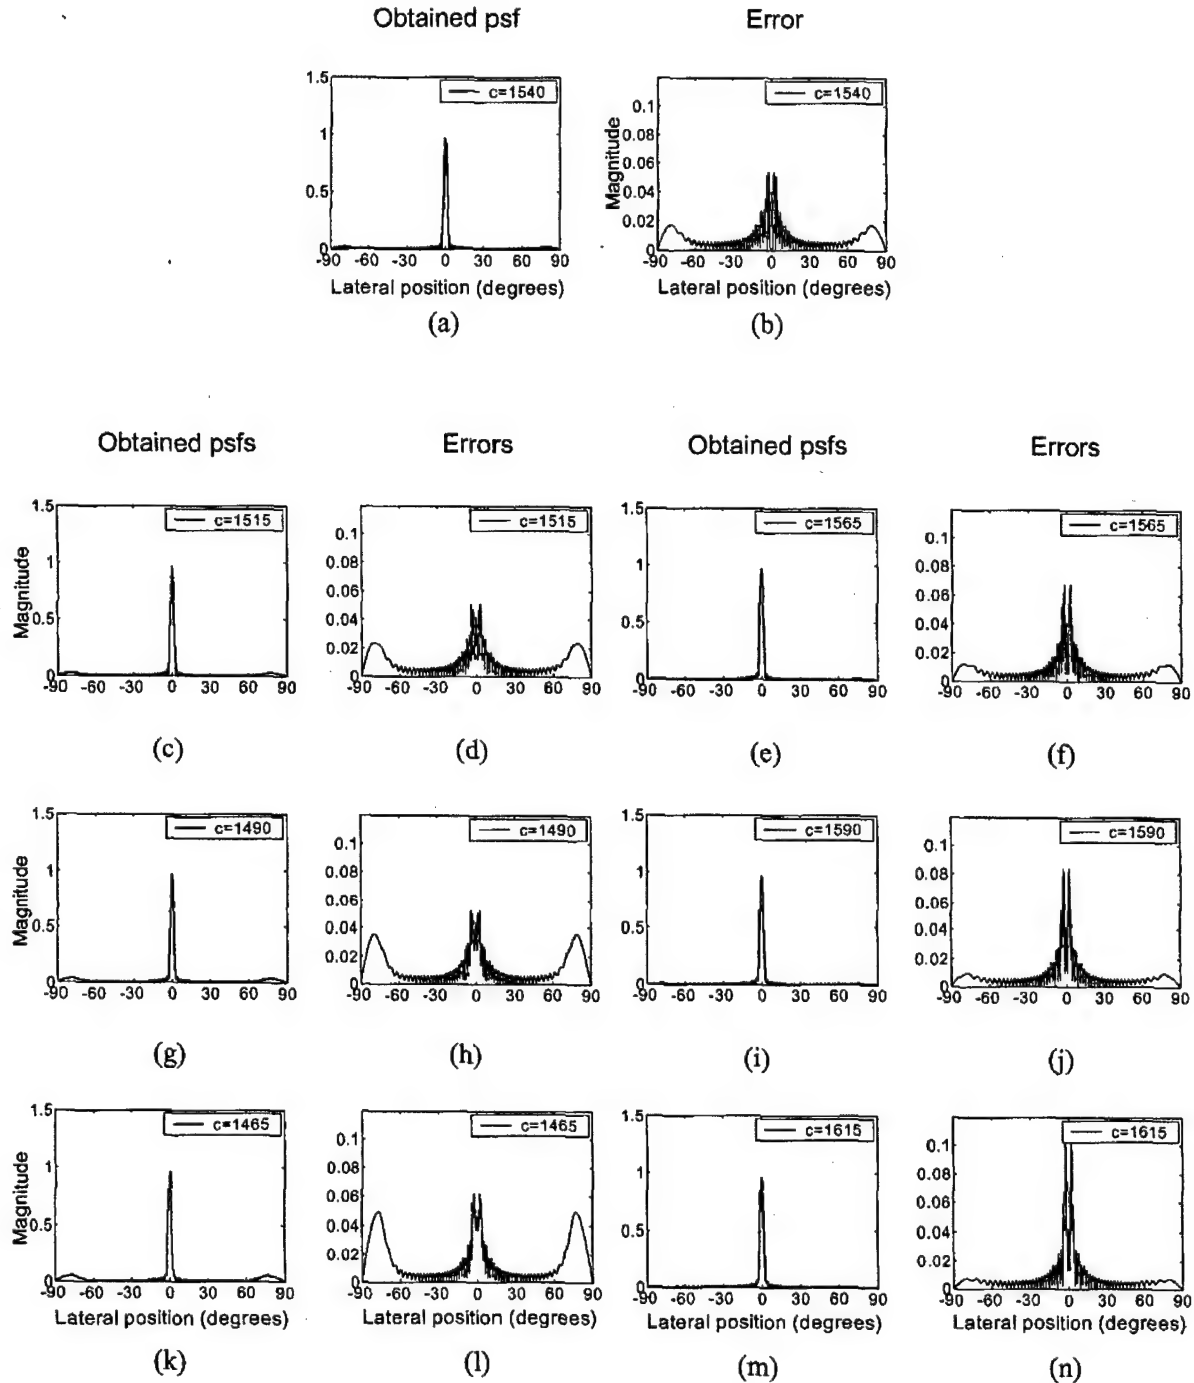 Obtained psf Error
1.5 1 0.5 0
c=1540
-90 -60 -30 0 30 60 90
Lateral position (degrees)
(a)
Magnitude
0.1 0.08 0.06 0.04 0.02 0
c=1540
-90 -60 -30 0 30 60 90
Lateral position (degrees)
(b)
Obtained psfs Errors Obtained psfs Errors
Magnitude
1.5 1 0.5 0
c=1515
-90 -60 -30 0 30 60 90
(c)
0.1 0.08 0.06 0.04 0.02 0
c=1515
-90 -60 -30 0 30 60 90
(d)
1.5 1 0.5 0
c=1565
-90 -60 -30 0 30 60 90
(e)
0.1 0.08 0.06 0.04 0.02 0
c=1565
-90 -60 -30 0 30 60 90
(f)
Magnitude
1.5 1 0.5 0
c=1490
-90 -60 -30 0 30 60 90
(g)
0.1 0.08 0.06 0.04 0.02 0
c=1490
-90 -60 -30 0 30 60 90
(h)
1.5 1 0.5 0
c=1590
-90 -60 -30 0 30 60 90
(i)
0.1 0.08 0.06 0.04 0.02 0
c=1590
-90 -60 -30 0 30 60 90
(j)
Magnitude
1.5 1 0.5 0
c=1465
-90 -60 -30 0 30 60 90
Lateral position (degrees)
(k)
0.1 0.08 0.06 0.04 0.02 0
c=1465
-90 -60 -30 0 30 60 90
Lateral position (degrees)
(l)
1.5 1 0.5 0
c=1615
-90 -60 -30 0 30 60 90
Lateral position (degrees)
(m)
0.1 0.08 0.06 0.04 0.02 0
c=1615
-90 -60 -30 0 30 60 90
Lateral position (degrees)
(n)